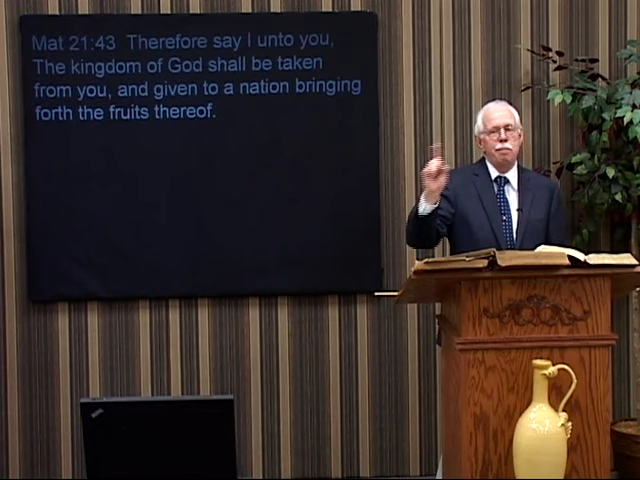 Mat 21:43 Therefore say I unto you,
The kingdom of God shall be taken
from you, and given to a nation bringing
forth the fruits thereof.